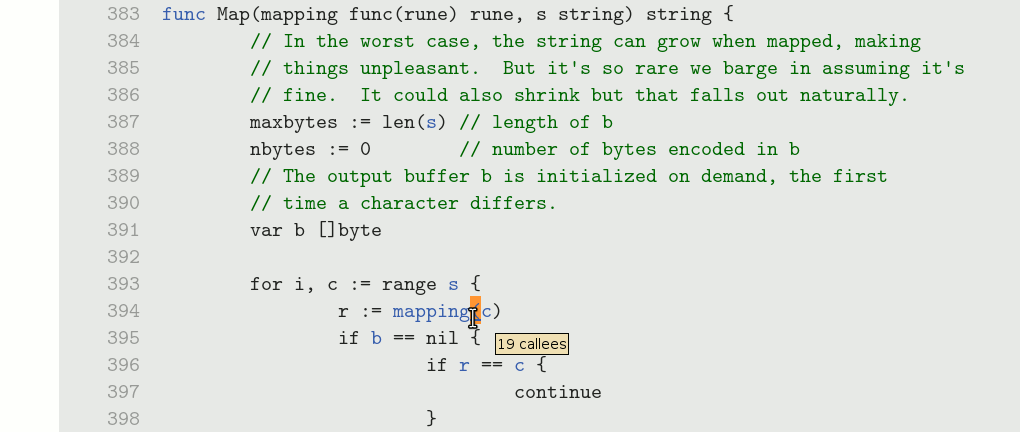 383 func Map(mapping func(rune) rune, s string) string {
384 // In the worst case, the string can grow when mapped, making
385 // things unpleasant.  But it's so rare we barge in assuming it's
386 // fine.  It could also shrink but that falls out naturally.
387 maxbytes := len(s) // length of b
388 nbytes := 0        // number of bytes encoded in b
389 // The output buffer b is initialized on demand, the first
390 // time a character differs.
391 var b []byte
392
393 for i, c := range s {
394 r := mapping(c)
395 if b == nil {
19 callees
396 if r == c {
397 continue
398 }